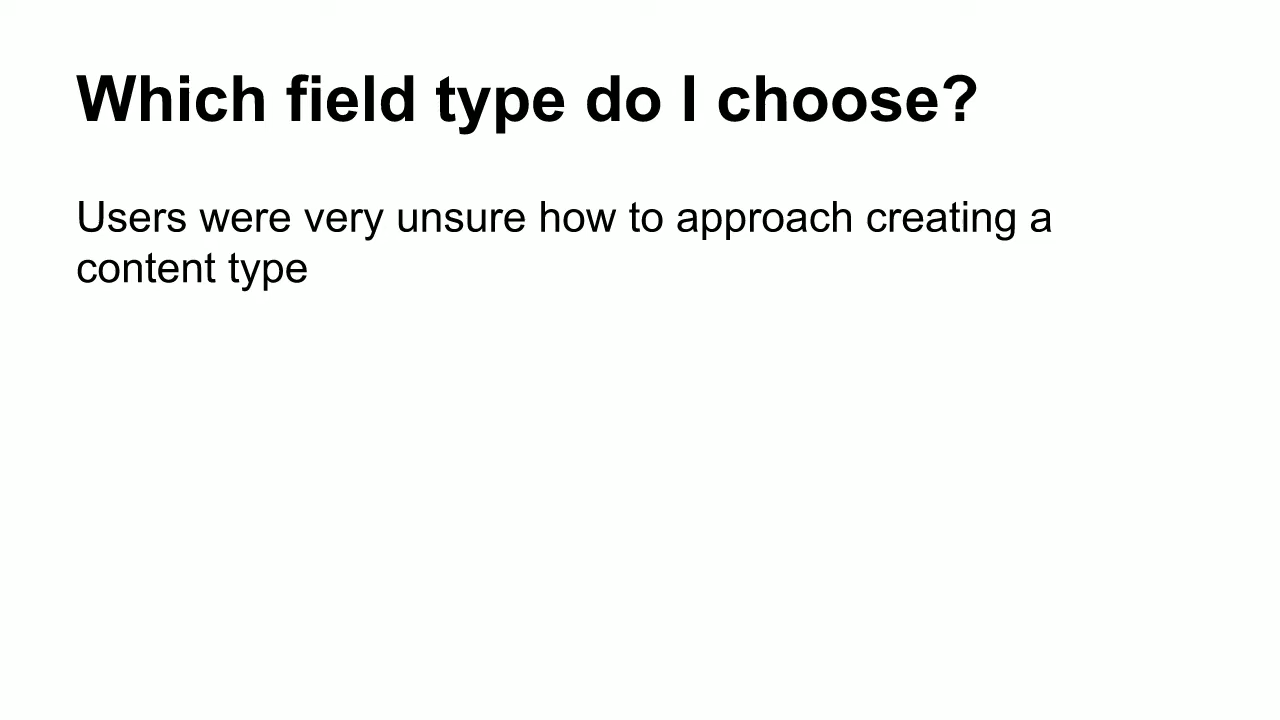 Which field type do I choose?
Users were very unsure how to approach creating a
content type